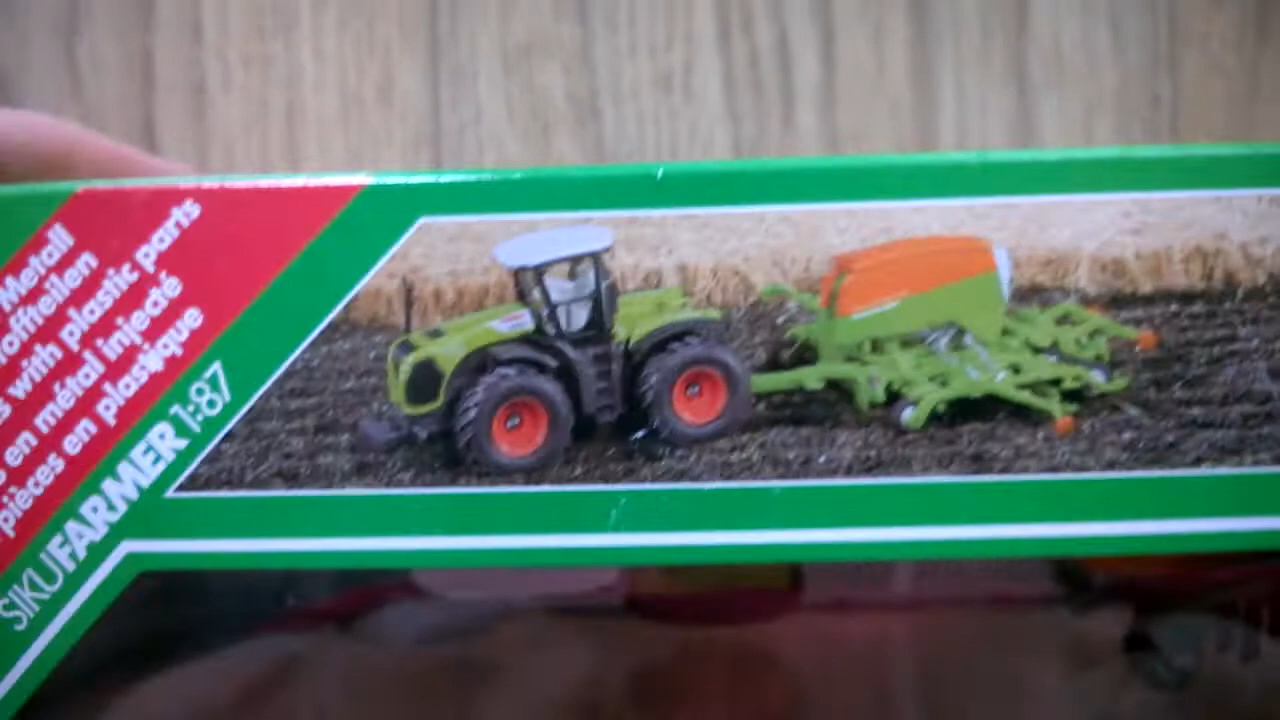 Metall
offteilen
s with plastic parts
en métal injecté
pièces en plastique
SIKUFARMER 1:87